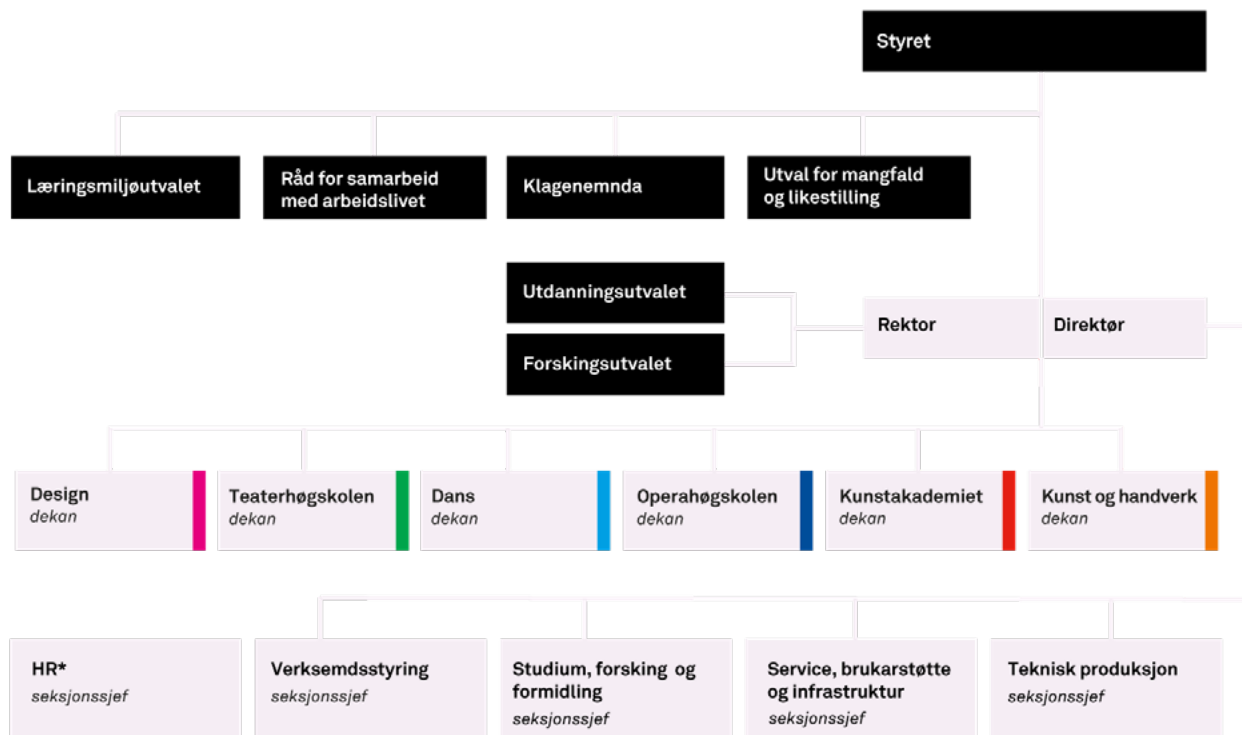 Styret
Læringsmiljøutvalet
Råd for samarbeid
med arbeidslivet
Klagenemnda
Utval for mangfald
og likestilling
Utdanningsutvalet
Forskingsutvalet
Rektor
Direktør
Design
dekan
Teaterhøgskolen
dekan
Dans
dekan
Operahøgskolen
dekan
Kunstakademiet
dekan
Kunst og handverk
dekan
HR*
seksjonssjef
Verksemdsstyring
seksjonssjef
Studium, forsking og
formidling
seksjonssjef
Service, brukarstøtte
og infrastruktur
seksjonssjef
Teknisk produksjon
seksjonssjef